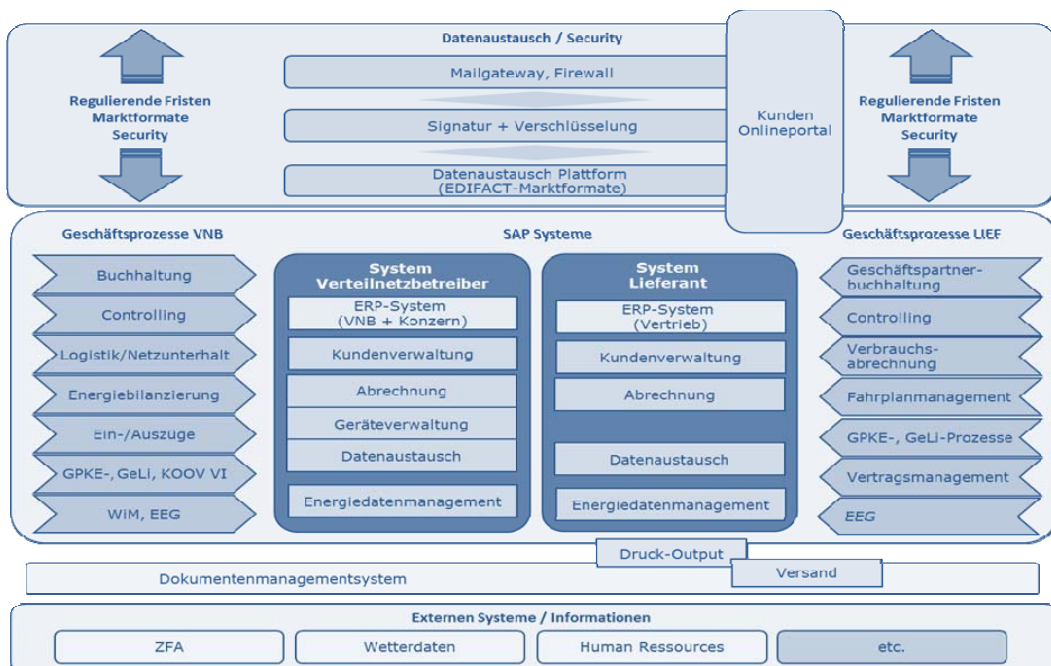 Datenaustausch / Security
Mailgateway, Firewall
Signatur + Verschlüsselung
Datenaustausch Plattform
(EDIFACT-Marktformate)
Regulierende Fristen
Marktformate
Security
Kunden
Onlineportal
Regulierende Fristen
Marktformate
Security
Geschäftsprozesse VNB
SAP Systeme
Geschäftsprozesse LIEF
Buchhaltung
Controlling
Logistik/Netzunterhalt
Energiebilanzierung
Ein-/Auszüge
GPKE-, GeLi, KOOV VI
WiM, EEG
System
Verteilnetzbetreiber
ERP-System
(VNB + Konzern)
Kundenverwaltung
Abrechnung
Geräteverwaltung
Datenaustausch
Energiedatenmanagement
System
Lieferant
ERP-System
(Vertrieb)
Kundenverwaltung
Abrechnung
Datenaustausch
Energiedatenmanagement
Geschäftspartner-
buchhaltung
Controlling
Verbrauchs-
abrechnung
Fahrplanmanagement
GPKE-, GeLi-Prozesse
Vertragsmanagement
EEG
Druck-Output
Versand
Dokumentenmanagementsystem
Externen Systeme / Informationen
ZFA
Wetterdaten
Human Ressources
etc.